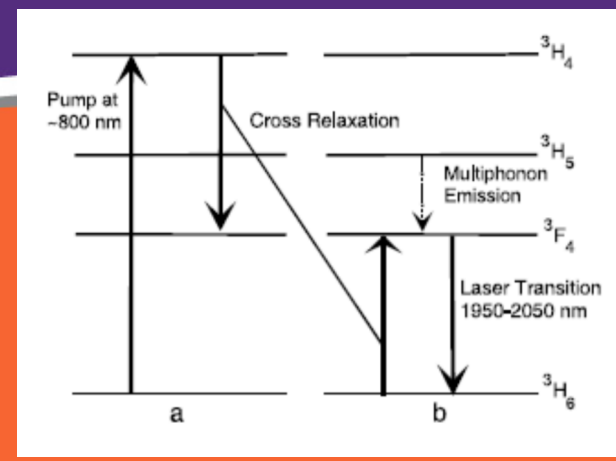 ³H₄
Pump at
~800 nm
Cross Relaxation
³H₅
Multiphonon
Emission
³F₄
Laser Transition
1950-2050 nm
³H₆
a
b